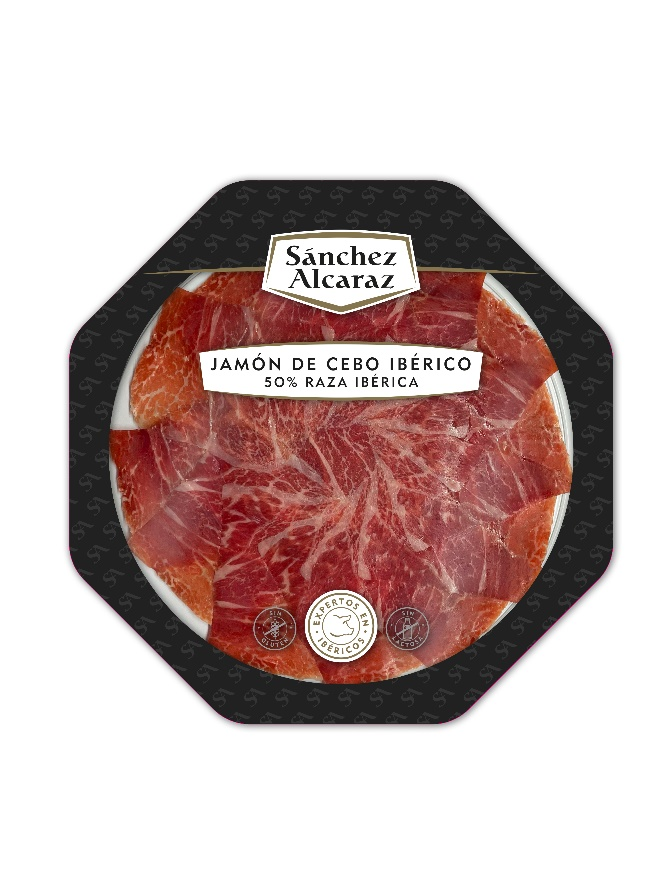 Sánchez
Alcaraz
JAMÓN DE CEBO IBÉRICO
50% RAZA IBÉRICA
SIN
GLUTEN
EXPERTOS EN
IBÉRICOS
SIN
LACTOSA